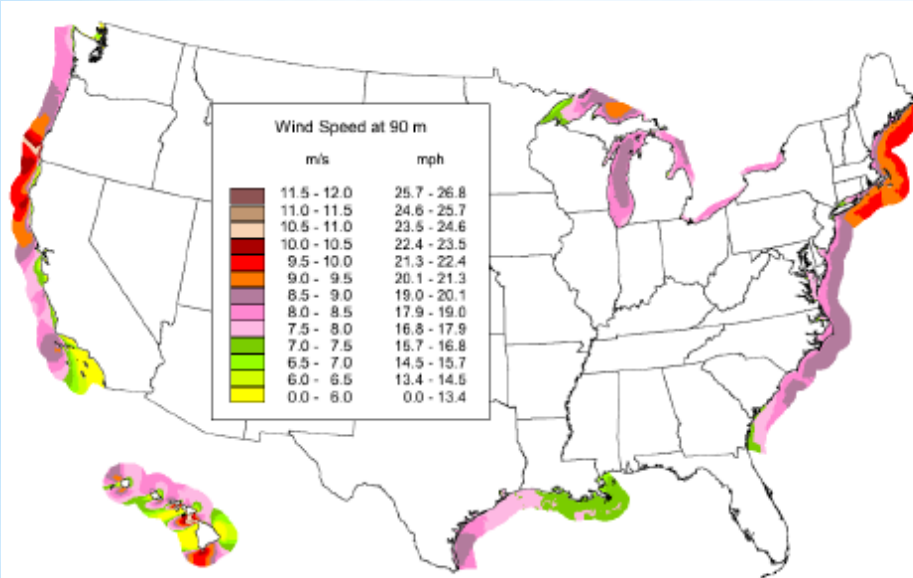 Wind Speed at 90 m
m/s mph
11.5 - 12.0 25.7 - 26.8
11.0 - 11.5 24.6 - 25.7
10.5 - 11.0 23.5 - 24.6
10.0 - 10.5 22.4 - 23.5
9.5 - 10.0 21.3 - 22.4
9.0 - 9.5 20.1 - 21.3
8.5 - 9.0 19.0 - 20.1
8.0 - 8.5 17.9 - 19.0
7.5 - 8.0 16.8 - 17.9
7.0 - 7.5 15.7 - 16.8
6.5 - 7.0 14.5 - 15.7
6.0 - 6.5 13.4 - 14.5
0.0 - 6.0 0.0 - 13.4